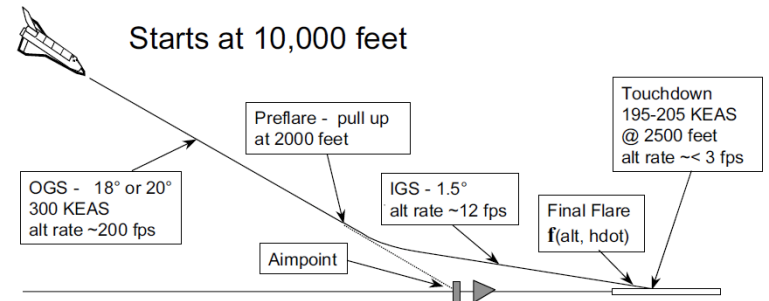 Starts at 10,000 feet
Touchdown
195-205 KEAS
@ 2500 feet
alt rate ~< 3 fps
Preflare - pull up
at 2000 feet
OGS - 18° or 20°
300 KEAS
alt rate ~200 fps
IGS - 1.5°
alt rate ~12 fps
Final Flare
f(alt, hdot)
Aimpoint